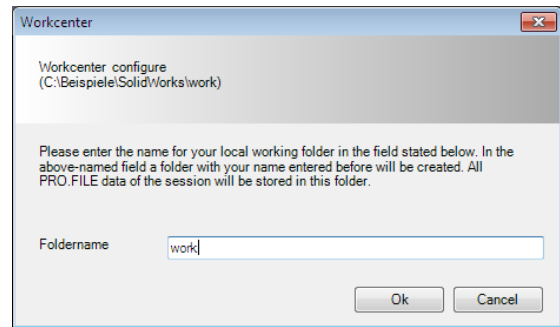 Workcenter
Workcenter configure
(C:\Beispiele\SolidWorks\work)
Please enter the name for your local working folder in the field stated below. In the
above-named field a folder with your name entered before will be created. All
PRO.FILE data of the session will be stored in this folder.
Foldername work
Ok Cancel